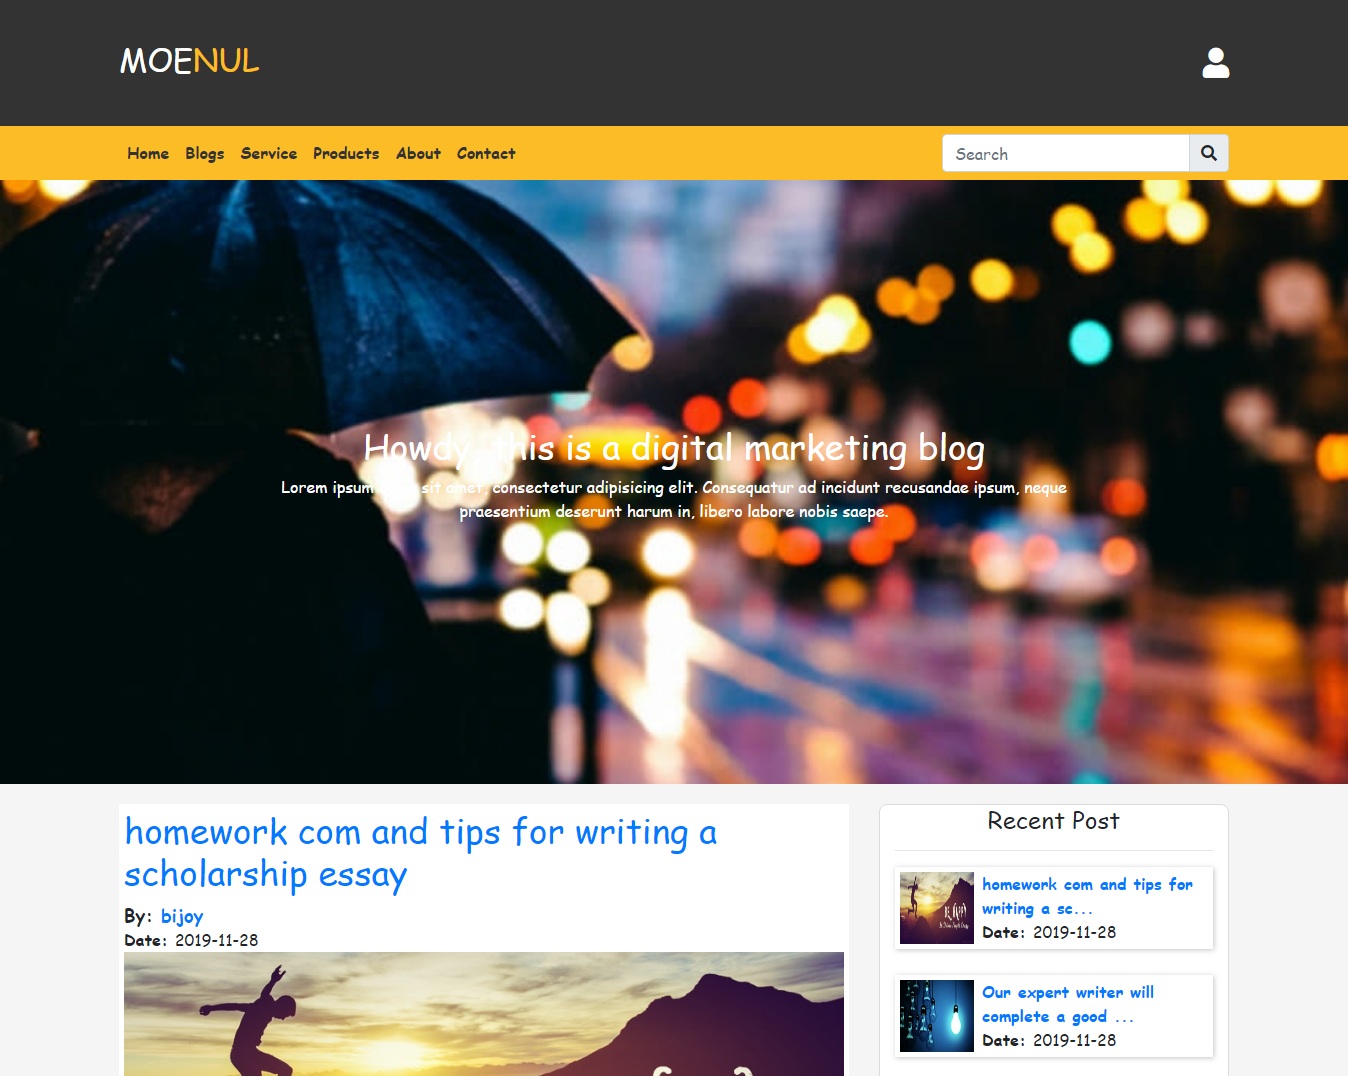 MOENUL
Home Blogs Service Products About Contact
Search
Howdy, this is a digital marketing blog
Lorem ipsum sit amet, consectetur adipisicing elit. Consequatur ad incidunt recusandae ipsum, neque
praesentium deserunt harum in, libero labore nobis saepe.
homework com and tips for writing a
scholarship essay
By: bijoy
Date: 2019-11-28
Recent Post
homework com and tips for
writing a sc...
Date: 2019-11-28
Our expert writer will
complete a good ...
Date: 2019-11-28